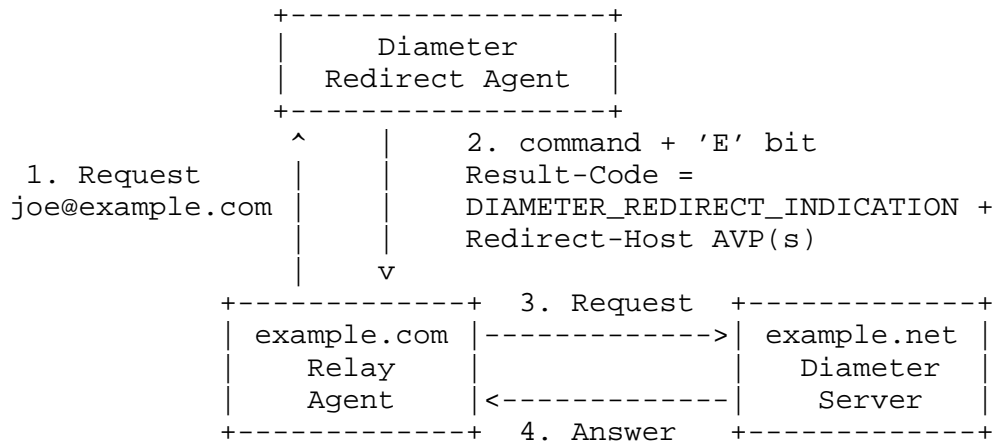 Diameter
Redirect Agent
2. command + 'E' bit
1. Request
Result-Code =
joe@example.com
DIAMETER_REDIRECT_INDICATION +
Redirect-Host AVP(s)
3. Request
example.com
example.net
Relay
Diameter
Agent
Server
4. Answer